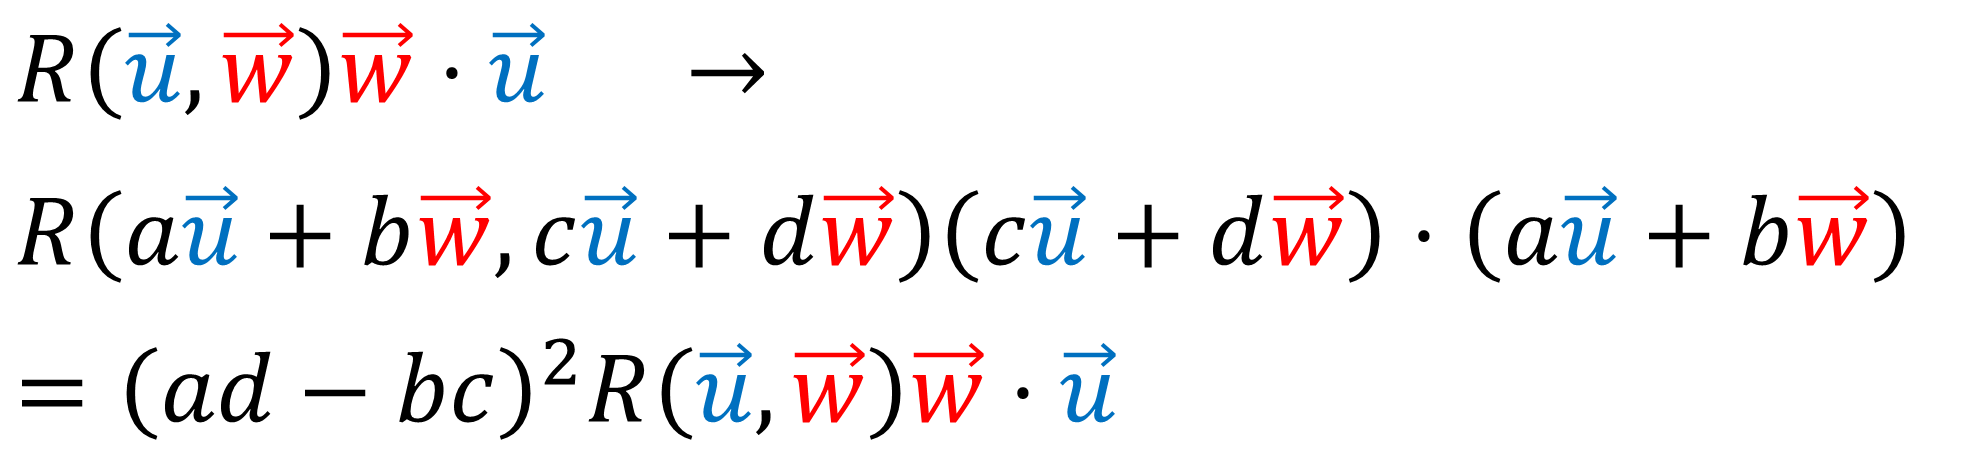 R(u⃗, w⃗)w⃗ · u⃗ →
R(au⃗ + bw⃗, cu⃗ + dw⃗)(cu⃗ + dw⃗) · (au⃗ + bw⃗)
= (ad − bc)²R(u⃗, w⃗)w⃗ · u⃗